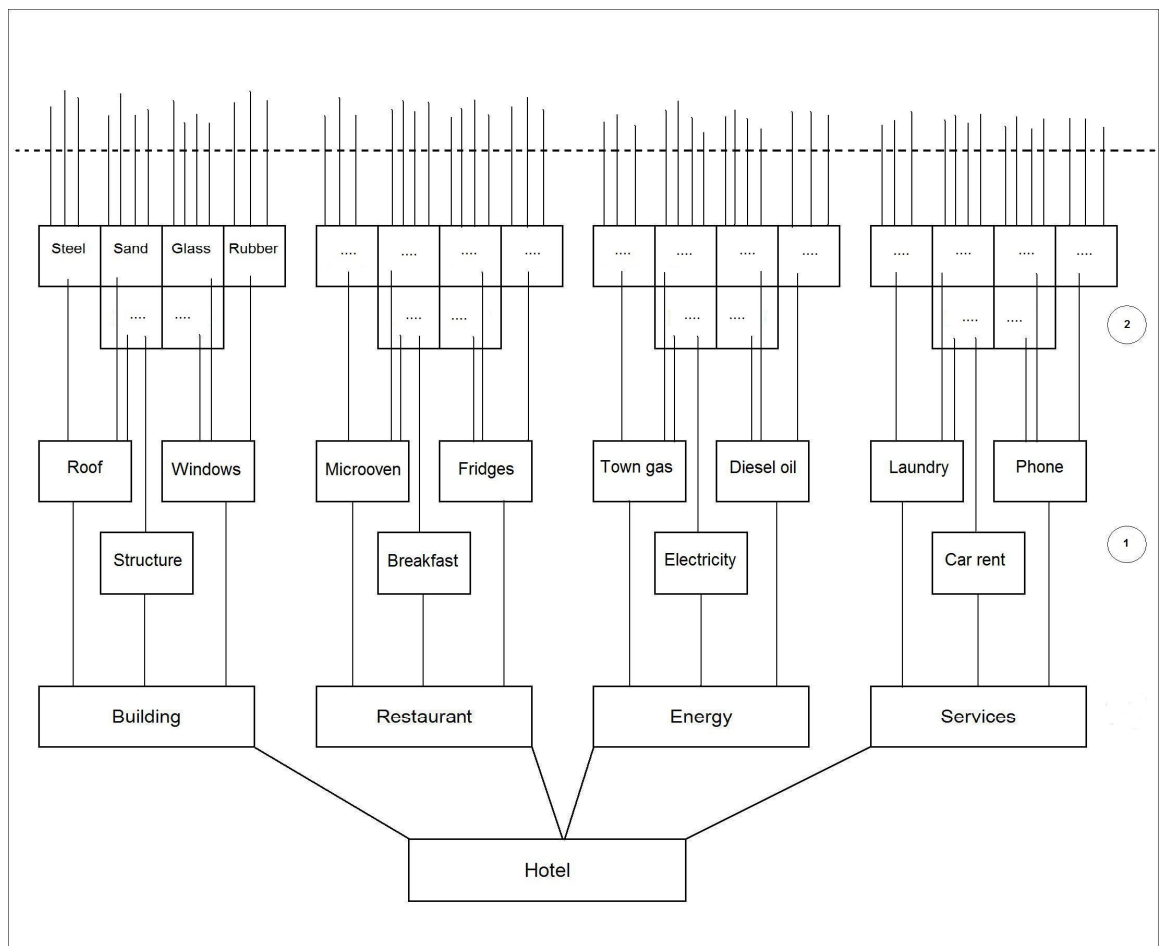 Steel Sand Glass Rubber
.... .... .... ....
.... .... .... ....
.... .... .... ....
.... ....
.... ....
.... ....
.... ....
2
Roof Windows
Microoven Fridges
Town gas Diesel oil
Laundry Phone
Structure
Breakfast
Electricity
Car rent
1
Building
Restaurant
Energy
Services
Hotel